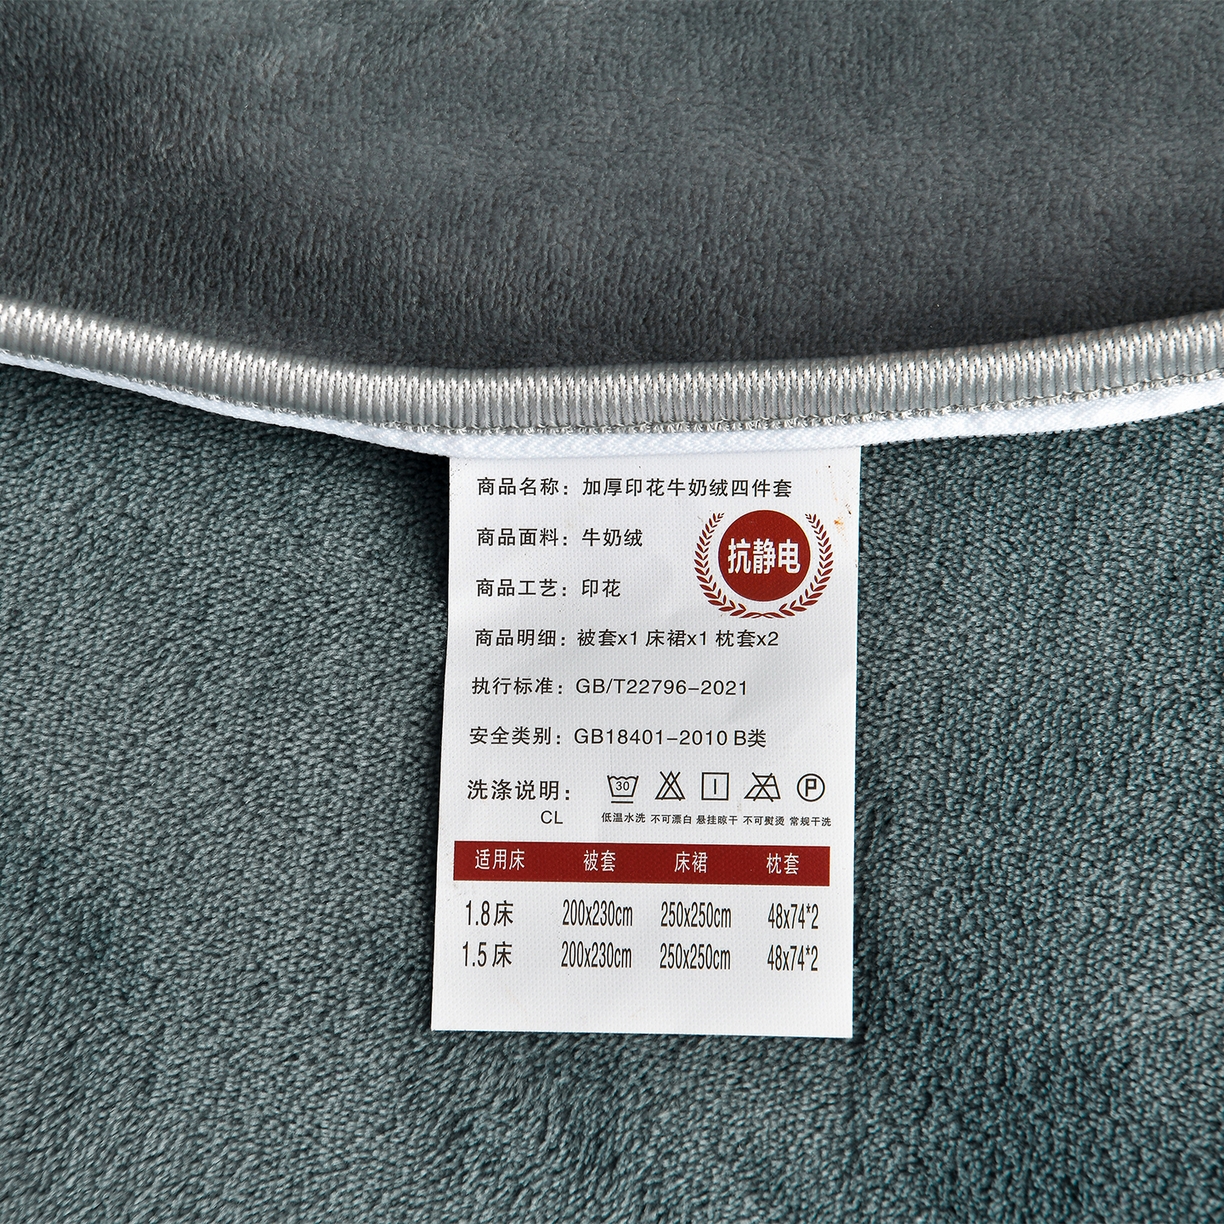 商品名称：加厚印花牛奶绒四件套
商品面料：牛奶绒
抗静电
商品工艺：印花
商品明细：被套x1 床裙x1 枕套x2
执行标准：GB/T22796-2021
安全类别：GB18401-2010 B类
洗涤说明：
30
P
CL
低温水洗 不可漂白 悬挂晾干 不可熨烫 常规干洗
适用床 被套 床裙 枕套
1.8床 200x230cm 250x250cm 48x74*2
1.5床 200x230cm 250x250cm 48x74*2